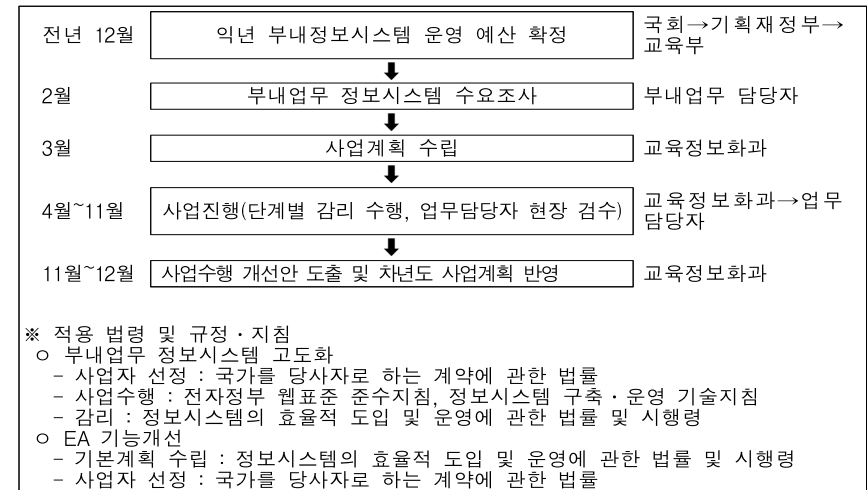 전년 12월 익년 부내정보시스템 운영 예산 확정 국회→기획재정부→
교육부
2월 부내업무 정보시스템 수요조사 부내업무 담당자
3월 사업계획 수립 교육정보화과
4월~11월 사업진행(단계별 감리 수행, 업무담당자 현장 검수) 교육정보화과→업무
담당자
11월~12월 사업수행 개선안 도출 및 차년도 사업계획 반영 교육정보화과
※ 적용 법령 및 규정·지침
ㅇ 부내업무 정보시스템 고도화
- 사업자 선정 : 국가를 당사자로 하는 계약에 관한 법률
- 사업수행 : 전자정부 웹표준 준수지침, 정보시스템 구축·운영 기술지침
- 감리 : 정보시스템의 효율적 도입 및 운영에 관한 법률 및 시행령
ㅇ EA 기능개선
- 기본계획 수립 : 정보시스템의 효율적 도입 및 운영에 관한 법률 및 시행령
- 사업자 선정 : 국가를 당사자로 하는 계약에 관한 법률